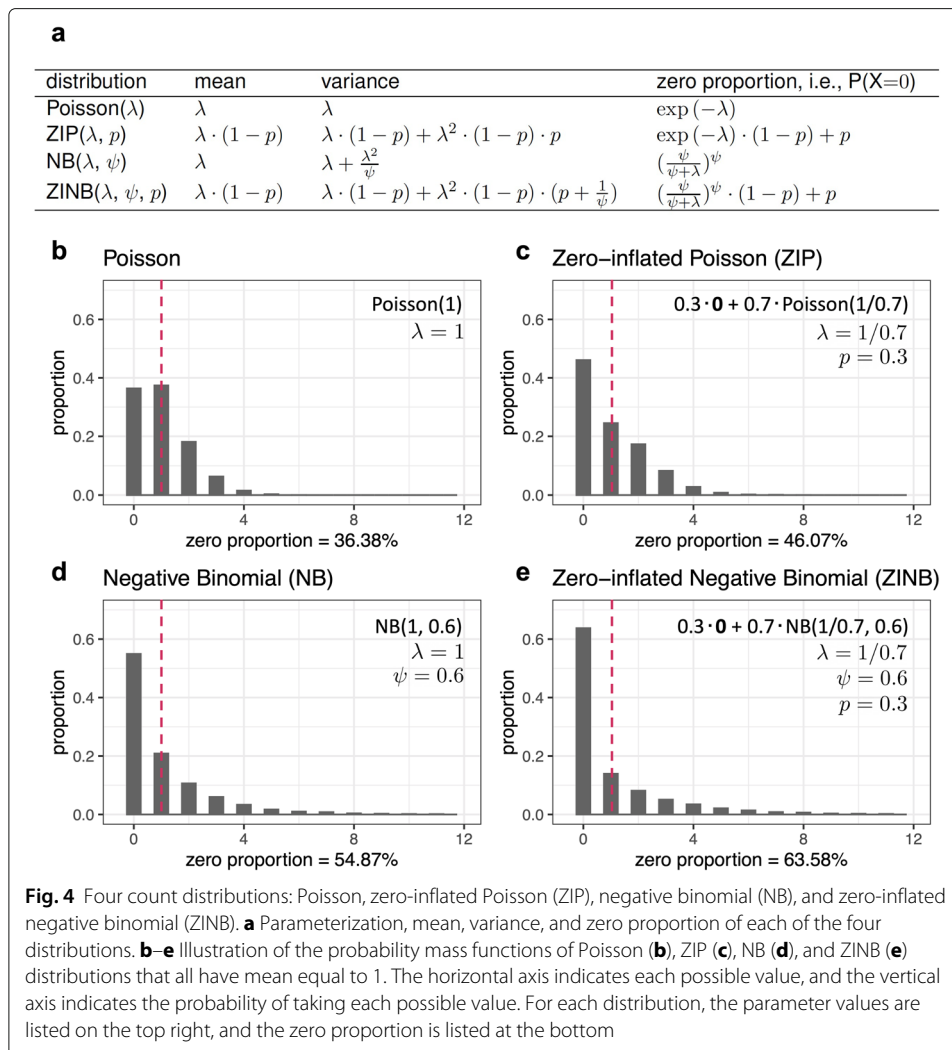 a
distribution mean variance zero proportion, i.e., P(X=0)
Poisson(λ) λ λ exp (−λ)
ZIP(λ, p) λ · (1 − p) λ · (1 − p) + λ² · (1 − p) · p exp (−λ) · (1 − p) + p
NB(λ, ψ) λ λ + λ²/ψ (ψ/ψ+λ)^ψ
ZINB(λ, ψ, p) λ · (1 − p) λ · (1 − p) + λ² · (1 − p) · (p + 1/ψ) (ψ/ψ+λ)^ψ · (1 − p) + p
b Poisson
Poisson(1)
λ = 1
proportion
0.6
0.4
0.2
0.0
0 4 8 12
zero proportion = 36.38%
c Zero−inflated Poisson (ZIP)
0.3·0 + 0.7·Poisson(1/0.7)
λ = 1/0.7
p = 0.3
proportion
0.6
0.4
0.2
0.0
0 4 8 12
zero proportion = 46.07%
d Negative Binomial (NB)
NB(1, 0.6)
λ = 1
ψ = 0.6
proportion
0.6
0.4
0.2
0.0
0 4 8 12
zero proportion = 54.87%
e Zero−inflated Negative Binomial (ZINB)
0.3·0 + 0.7·NB(1/0.7, 0.6)
λ = 1/0.7
ψ = 0.6
p = 0.3
proportion
0.6
0.4
0.2
0.0
0 4 8 12
zero proportion = 63.58%
Fig. 4 Four count distributions: Poisson, zero-inflated Poisson (ZIP), negative binomial (NB), and zero-inflated
negative binomial (ZINB). a Parameterization, mean, variance, and zero proportion of each of the four
distributions. b–e Illustration of the probability mass functions of Poisson (b), ZIP (c), NB (d), and ZINB (e)
distributions that all have mean equal to 1. The horizontal axis indicates each possible value, and the vertical
axis indicates the probability of taking each possible value. For each distribution, the parameter values are
listed on the top right, and the zero proportion is listed at the bottom